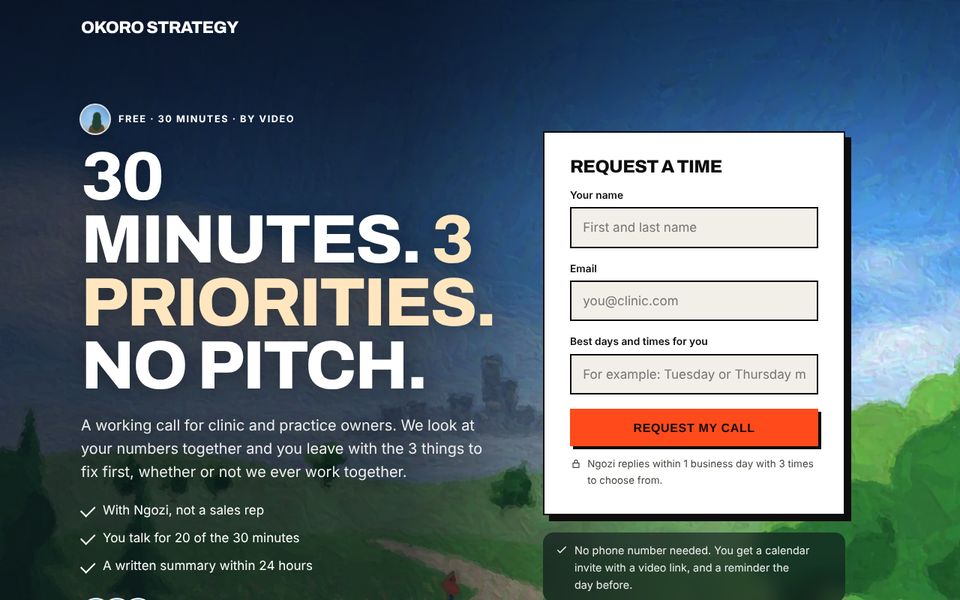 OKORO STRATEGY
FREE · 30 MINUTES · BY VIDEO
30
MINUTES. 3
PRIORITIES.
NO PITCH.
A working call for clinic and practice owners. We look at
your numbers together and you leave with the 3 things to
fix first, whether or not we ever work together.
With Ngozi, not a sales rep
You talk for 20 of the 30 minutes
A written summary within 24 hours
REQUEST A TIME
Your name
First and last name
Email
you@clinic.com
Best days and times for you
For example: Tuesday or Thursday m
REQUEST MY CALL
Ngozi replies within 1 business day with 3 times
to choose from.
No phone number needed. You get a calendar
invite with a video link, and a reminder the
day before.